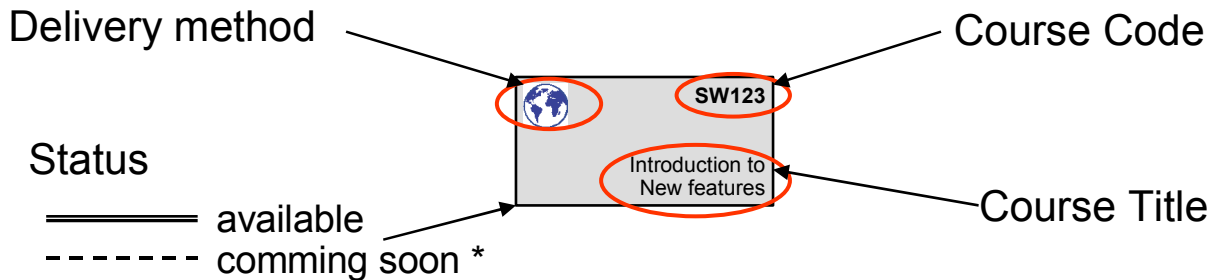 Delivery method
Course Code
SW123
Introduction to
New features
Status
available
comming soon *
Course Title